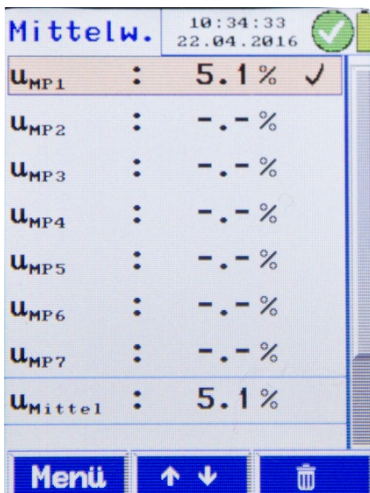 Mittelw. 10:34:33
22.04.2016
uMP1 : 5.1%
uMP2 : -.-%
uMP3 : -.-%
uMP4 : -.-%
uMP5 : -.-%
uMP6 : -.-%
uMP7 : -.-%
uMittel : 5.1%
Menü